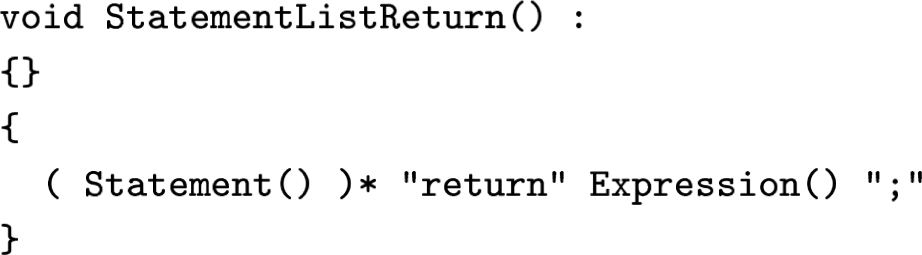 void StatementListReturn() :
{}
{
  ( Statement() )* "return" Expression() ";"
}